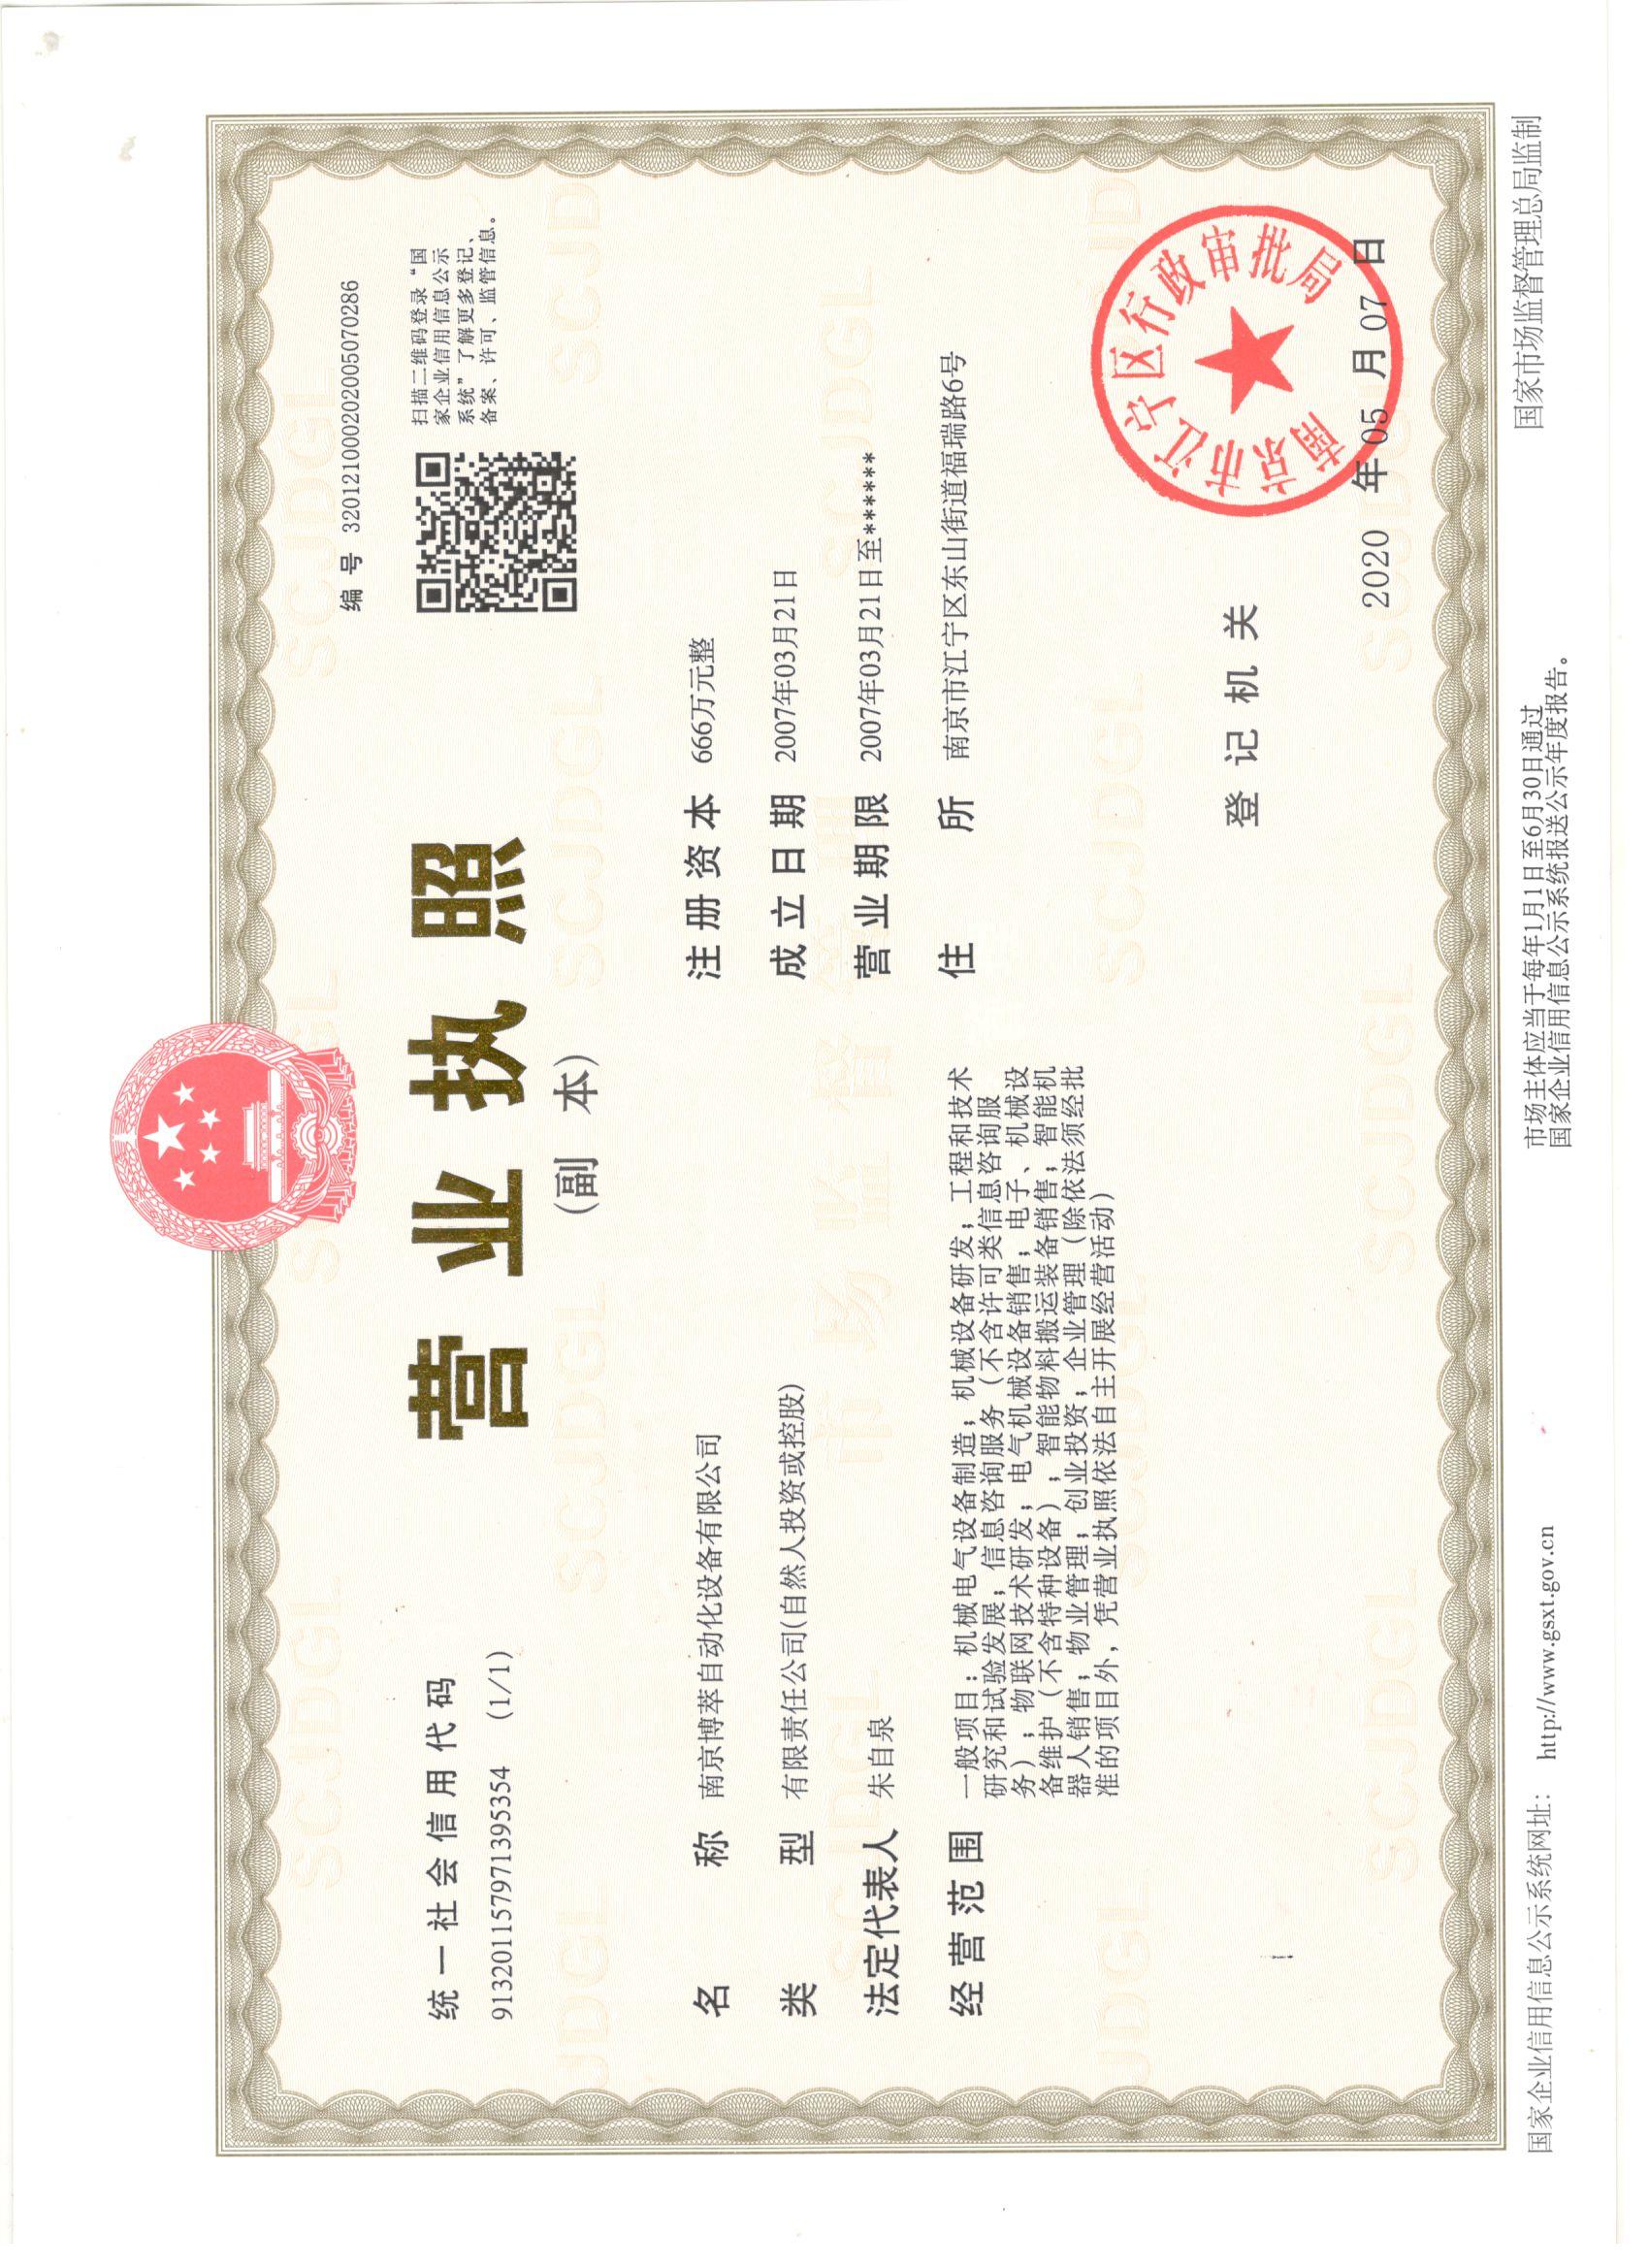 编 号 320121000202005070286
统一社会信用代码
91320115797139535​4 (1/1)
营业执照
(副 本)
扫描二维码登录“国
家企业信用信息公示
系统”了解更多登记、
备案、许可、监管信息。
名 称 南京博萃自动化设备有限公司
类 型 有限责任公司(自然人投资或控股)
法定代表人 朱自泉
经营范围 一般项目：机械电气设备制造；机械设备研发；工程和技术
研究和试验发展；信息咨询服务（不含许可类信息咨询服
务）；物联网技术研发；电气机械设备销售；电子、机械设
备维护（不含特种设备）；智能物料搬运装备销售；智能机
器人销售；物业管理；创业投资；企业管理（除依法须经批
准的项目外，凭营业执照依法自主开展经营活动）
注册资本 666万元整
成立日期 2007年03月21日
营业期限 2007年03月21日至*******
住 所 南京市江宁区东山街道福瑞路6号
登记机关
南京市江宁区行政审批局
2020 年 05 月 07 日
国家企业信用信息公示系统网址： http://www.gsxt.gov.cn
市场主体应当于每年1月1日至6月30日通过
国家企业信用信息公示系统报送公示年度报告。
国家市场监督管理总局监制